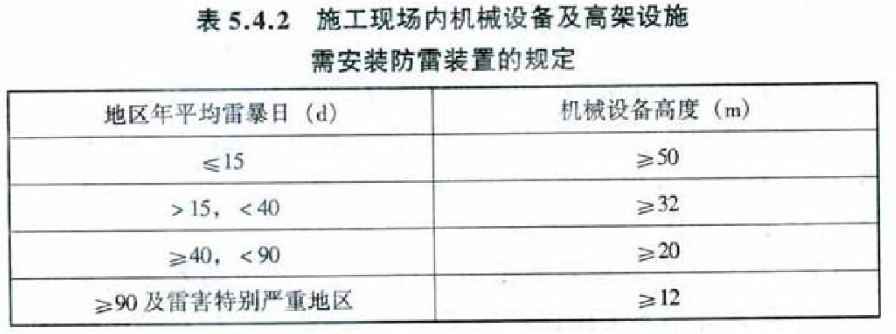 表 5.4.2 施工现场内机械设备及高架设施
需安装防雷装置的规定
地区年平均雷暴日（d） 机械设备高度（m）
≤15 ≥50
>15，<40 ≥32
≥40，<90 ≥20
≥90及雷害特别严重地区 ≥12